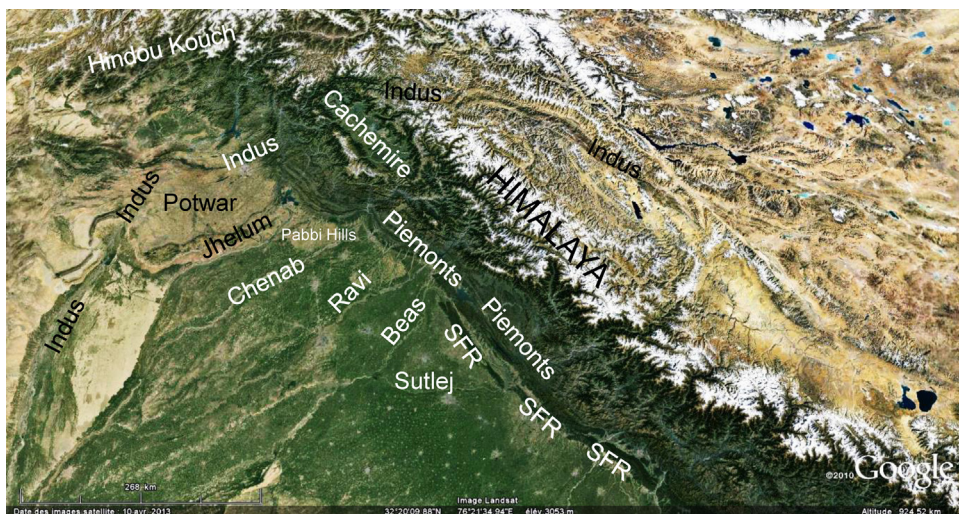 Hindou Kouch
Indus
Cachemire
Indus
Indus
HIMALAYA
Indus
Potwar
Jhelum
Pabbi Hills
Piemonts
Chenab
Ravi
Beas
Indus
SFR
Piemonts
Sutlej
SFR
SFR
©2010 Google
268 km
Image Landsat
Date des images satellite : 10 avr. 2013 32°20'09.88"N 76°21'34.94"E élév. 3053 m Altitude : 924.52 km